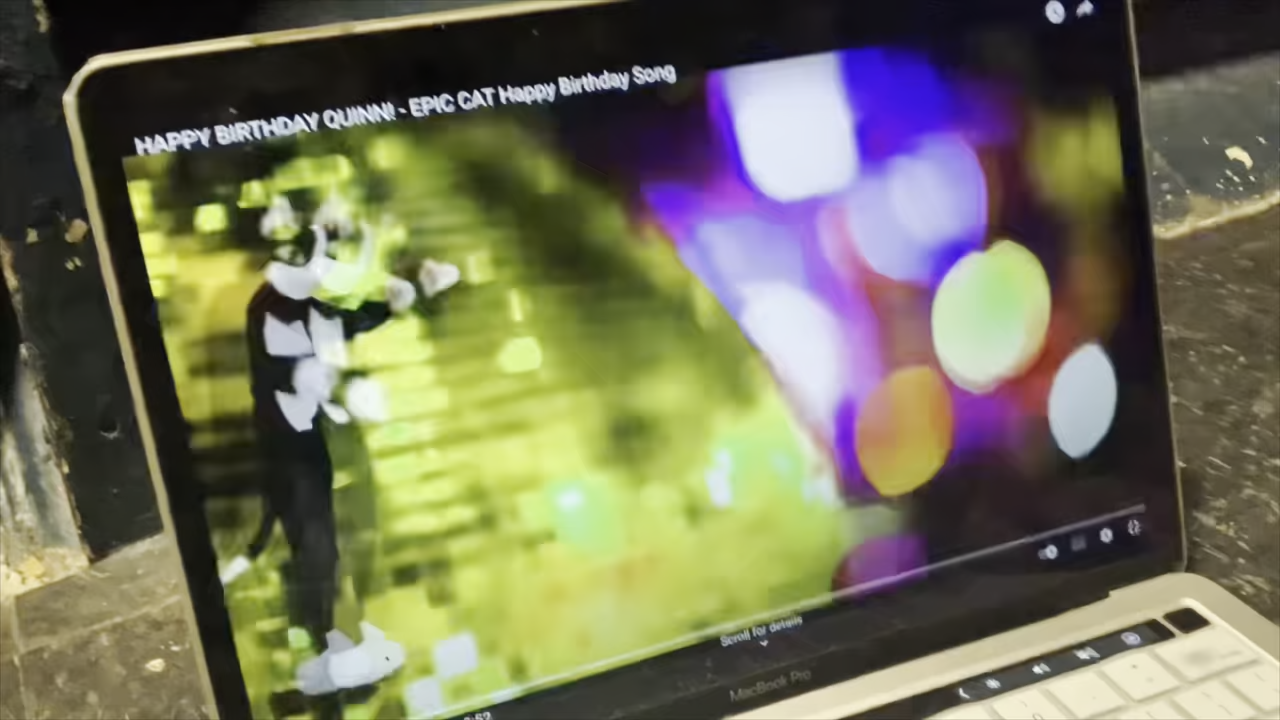 HAPPY BIRTHDAY QUINN! - EPIC CAT Happy Birthday Song
Scroll for details
MacBook Pro